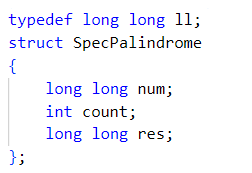 typedef long long ll;
struct SpecPalindrome
{
    long long num;
    int count;
    long long res;
};